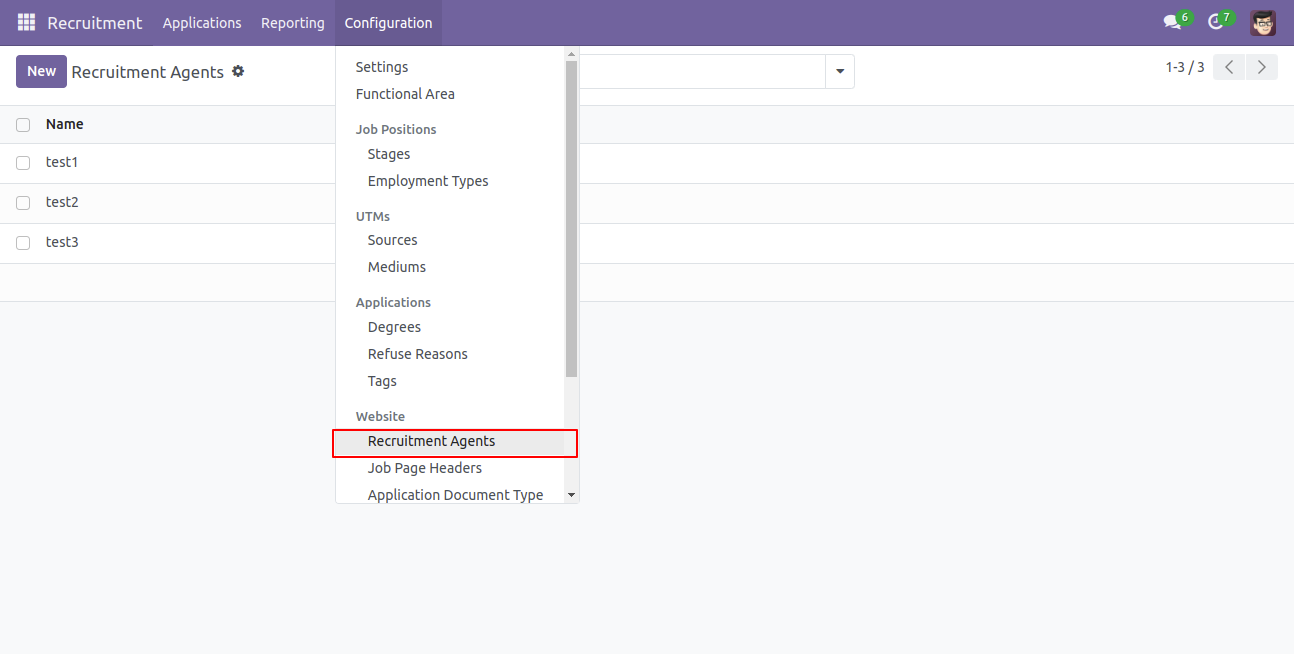 Recruitment Applications Reporting Configuration 6 7
New Recruitment Agents 1-3 / 3
Name
test1
test2
test3
Settings
Functional Area
Job Positions
Stages
Employment Types
UTMs
Sources
Mediums
Applications
Degrees
Refuse Reasons
Tags
Website
Recruitment Agents
Job Page Headers
Application Document Type